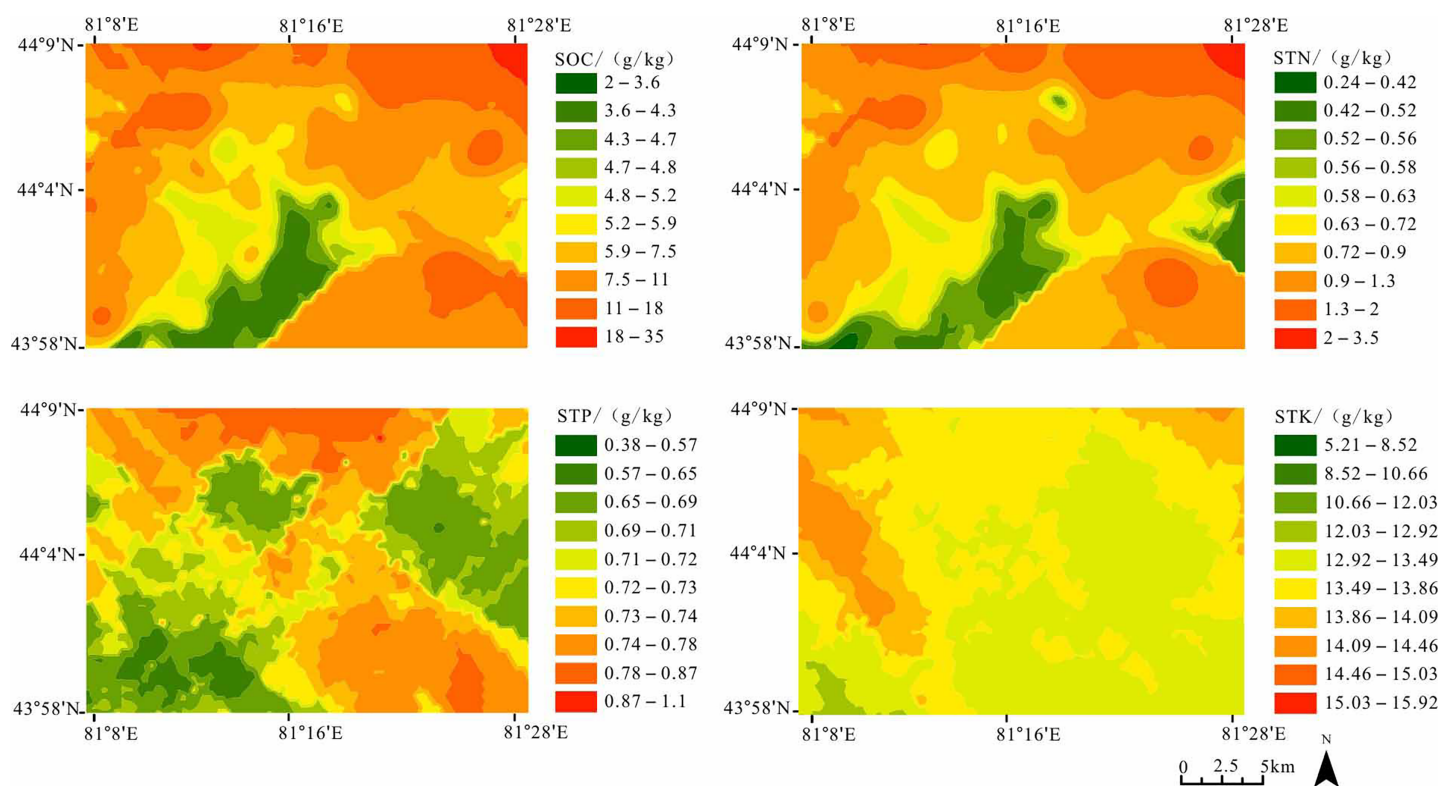 81°8'E 81°16'E 81°28'E 81°8'E 81°16'E 81°28'E
44°9'N
44°4'N
43°58'N
SOC/（g/kg）
2－3.6
3.6－4.3
4.3－4.7
4.7－4.8
4.8－5.2
5.2－5.9
5.9－7.5
7.5－11
11－18
18－35
44°9'N
44°4'N
43°58'N
STN/（g/kg）
0.24－0.42
0.42－0.52
0.52－0.56
0.56－0.58
0.58－0.63
0.63－0.72
0.72－0.9
0.9－1.3
1.3－2
2－3.5
44°9'N
44°4'N
43°58'N
STP/（g/kg）
0.38－0.57
0.57－0.65
0.65－0.69
0.69－0.71
0.71－0.72
0.72－0.73
0.73－0.74
0.74－0.78
0.78－0.87
0.87－1.1
44°9'N
44°4'N
43°58'N
STK/（g/kg）
5.21－8.52
8.52－10.66
10.66－12.03
12.03－12.92
12.92－13.49
13.49－13.86
13.86－14.09
14.09－14.46
14.46－15.03
15.03－15.92
81°8'E 81°16'E 81°28'E 81°8'E 81°16'E 81°28'E
0 2.5 5km
N